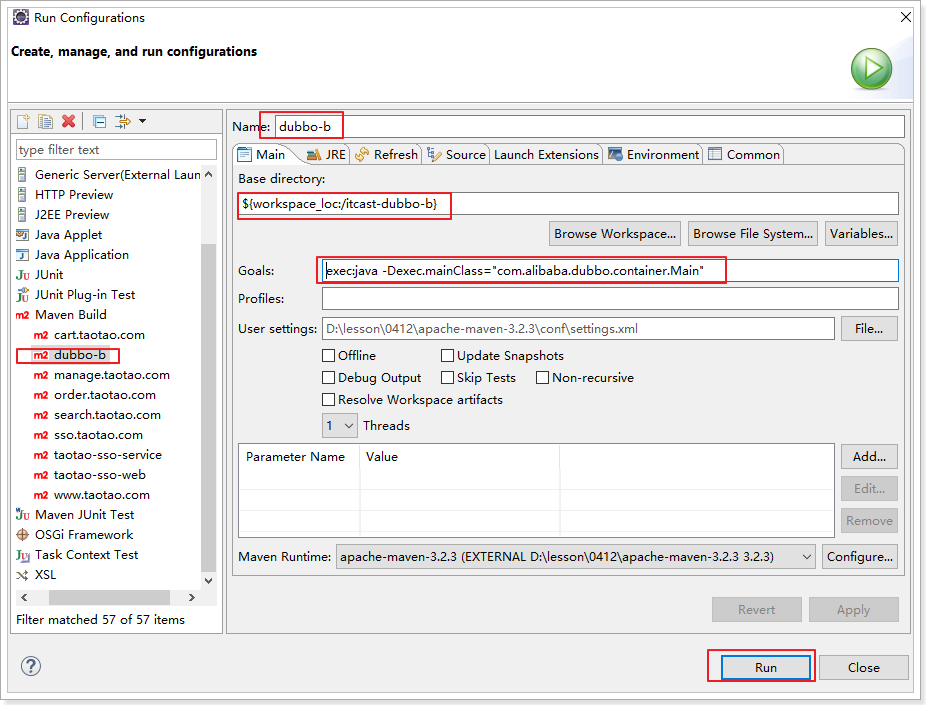 Run Configurations
Create, manage, and run configurations
type filter text
Generic Server(External Laun
HTTP Preview
J2EE Preview
Java Applet
Java Application
JUnit
JUnit Plug-in Test
Maven Build
cart.taotao.com
dubbo-b
manage.taotao.com
order.taotao.com
search.taotao.com
sso.taotao.com
taotao-sso-service
taotao-sso-web
www.taotao.com
Maven JUnit Test
OSGi Framework
Task Context Test
XSL
Filter matched 57 of 57 items
Name: dubbo-b
Main JRE Refresh Source Launch Extensions Environment Common
Base directory:
${workspace_loc:/itcast-dubbo-b}
Browse Workspace... Browse File System... Variables...
Goals: exec:java -Dexec.mainClass="com.alibaba.dubbo.container.Main"
Profiles:
User settings: D:\lesson\0412\apache-maven-3.2.3\conf\settings.xml File...
Offline Update Snapshots
Debug Output Skip Tests Non-recursive
Resolve Workspace artifacts
1 Threads
Parameter Name Value Add...
Edit...
Remove
Maven Runtime: apache-maven-3.2.3 (EXTERNAL D:\lesson\0412\apache-maven-3.2.3 3.2.3) Configure...
Revert Apply
Run Close